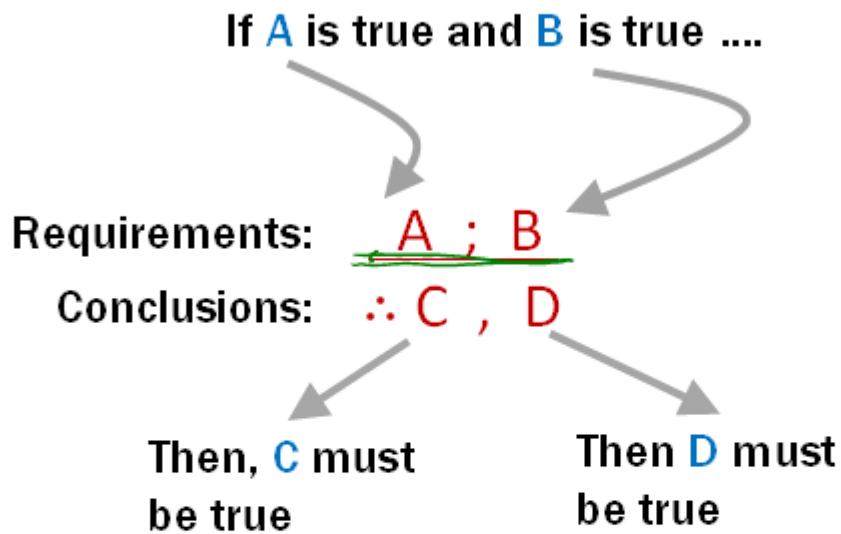 If A is true and B is true ....
Requirements: A ; B
Conclusions: ∴ C , D
Then, C must
be true
Then D must
be true